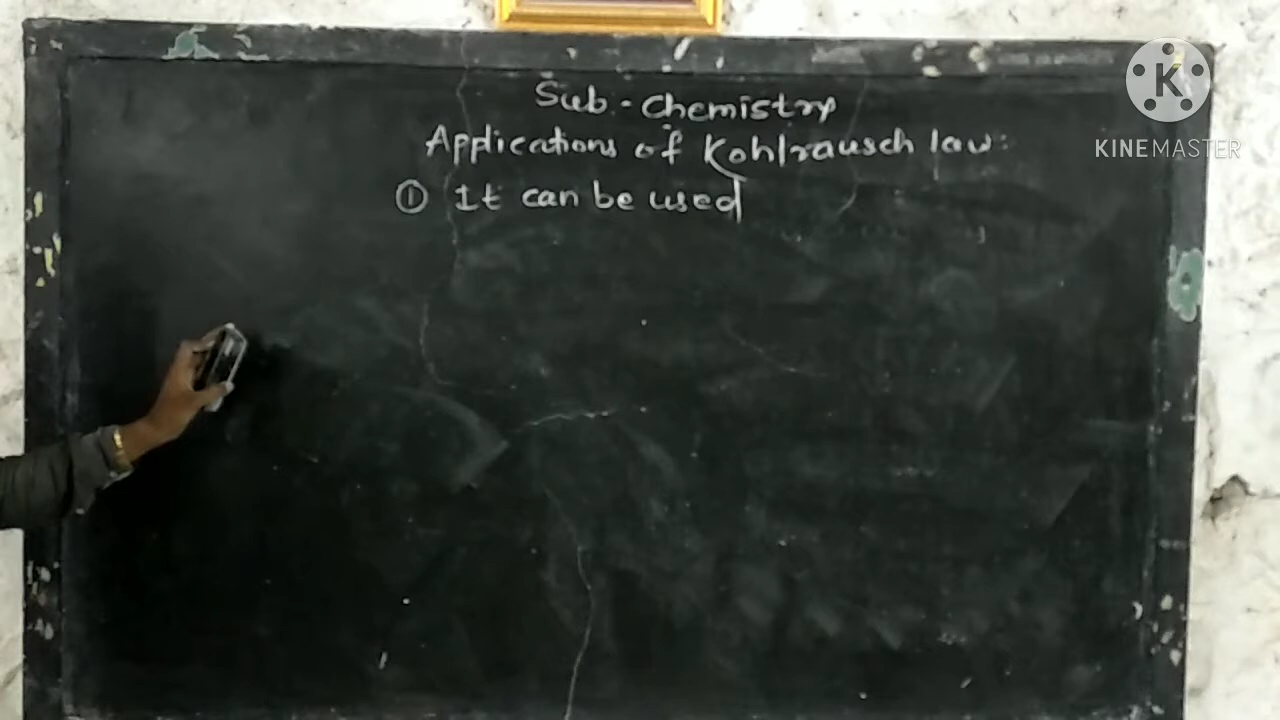 Sub - Chemistry
Applications of Kohlrausch law:
① It can be used
K
KINEMASTER